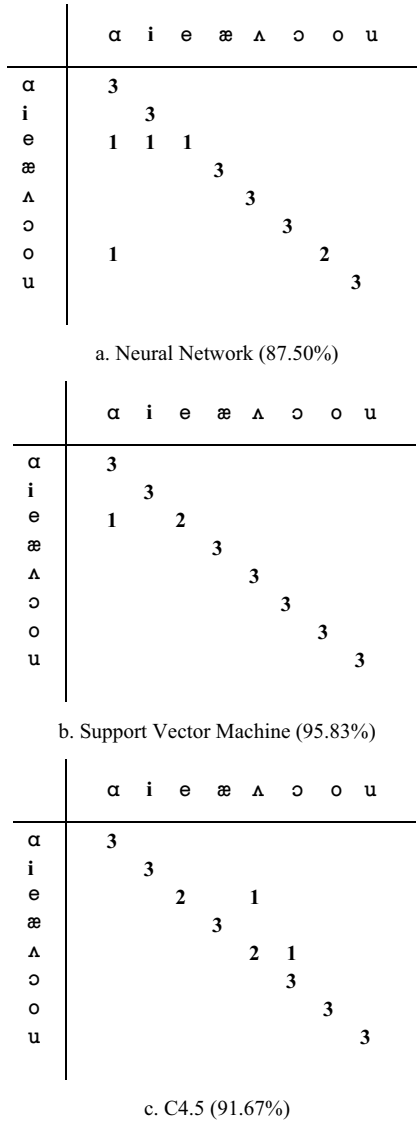 ɑ i e æ ʌ ɔ o u
ɑ 3
i 3
e 1 1 1
æ 3
ʌ 3
ɔ 3
o 1 2
u 3
a. Neural Network (87.50%)
ɑ i e æ ʌ ɔ o u
ɑ 3
i 3
e 1 2
æ 3
ʌ 3
ɔ 3
o 3
u 3
b. Support Vector Machine (95.83%)
ɑ i e æ ʌ ɔ o u
ɑ 3
i 3
e 2 1
æ 3
ʌ 2 1
ɔ 3
o 3
u 3
c. C4.5 (91.67%)